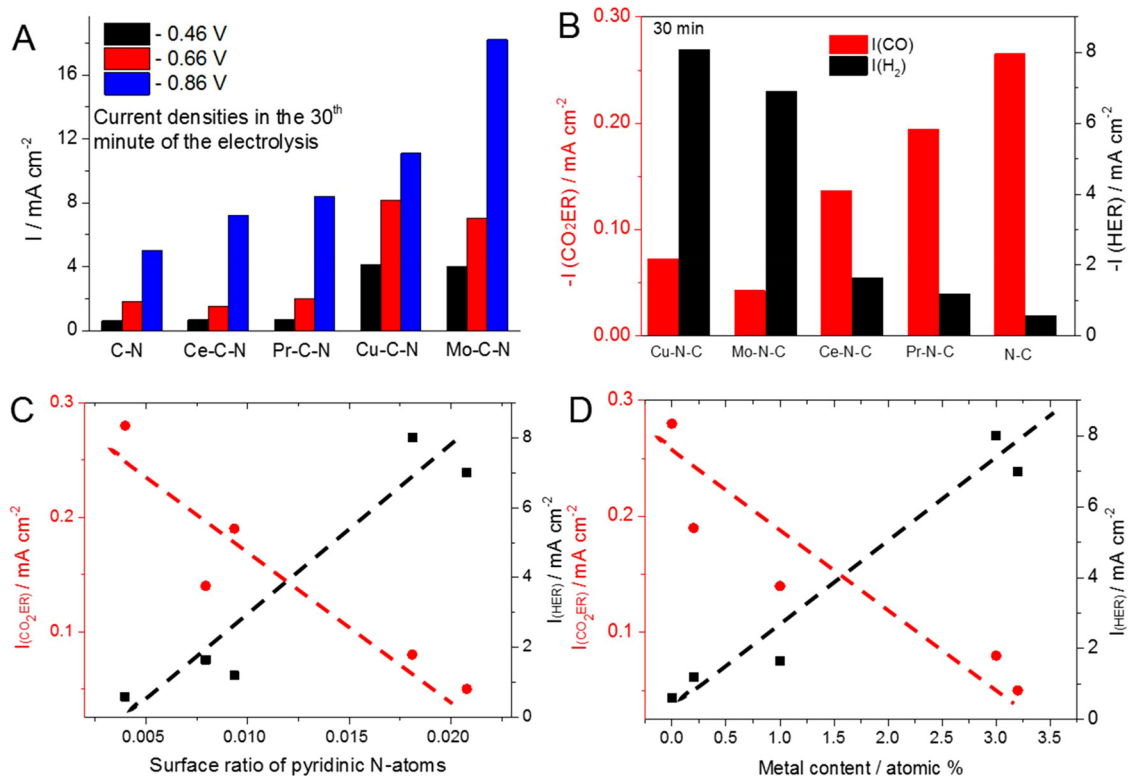 A
- 0.46 V
- 0.66 V
- 0.86 V
Current densities in the 30th
minute of the electrolysis
I / mA cm-2
16
12
8
4
0
C-N
Ce-C-N
Pr-C-N
Cu-C-N
Mo-C-N
B
30 min
I(CO)
I(H2)
-I (CO2ER) / mA cm-2
0.30
0.20
0.10
0.00
-I (HER) / mA cm-2
8
6
4
2
0
Cu-N-C
Mo-N-C
Ce-N-C
Pr-N-C
N-C
C
I(CO2ER) / mA cm-2
0.3
0.2
0.1
I(HER) / mA cm-2
8
6
4
2
0
0.005
0.010
0.015
0.020
Surface ratio of pyridinic N-atoms
D
I(CO2ER) / mA cm-2
0.3
0.2
0.1
I(HER) / mA cm-2
8
6
4
2
0
0.0
0.5
1.0
1.5
2.0
2.5
3.0
3.5
Metal content / atomic %